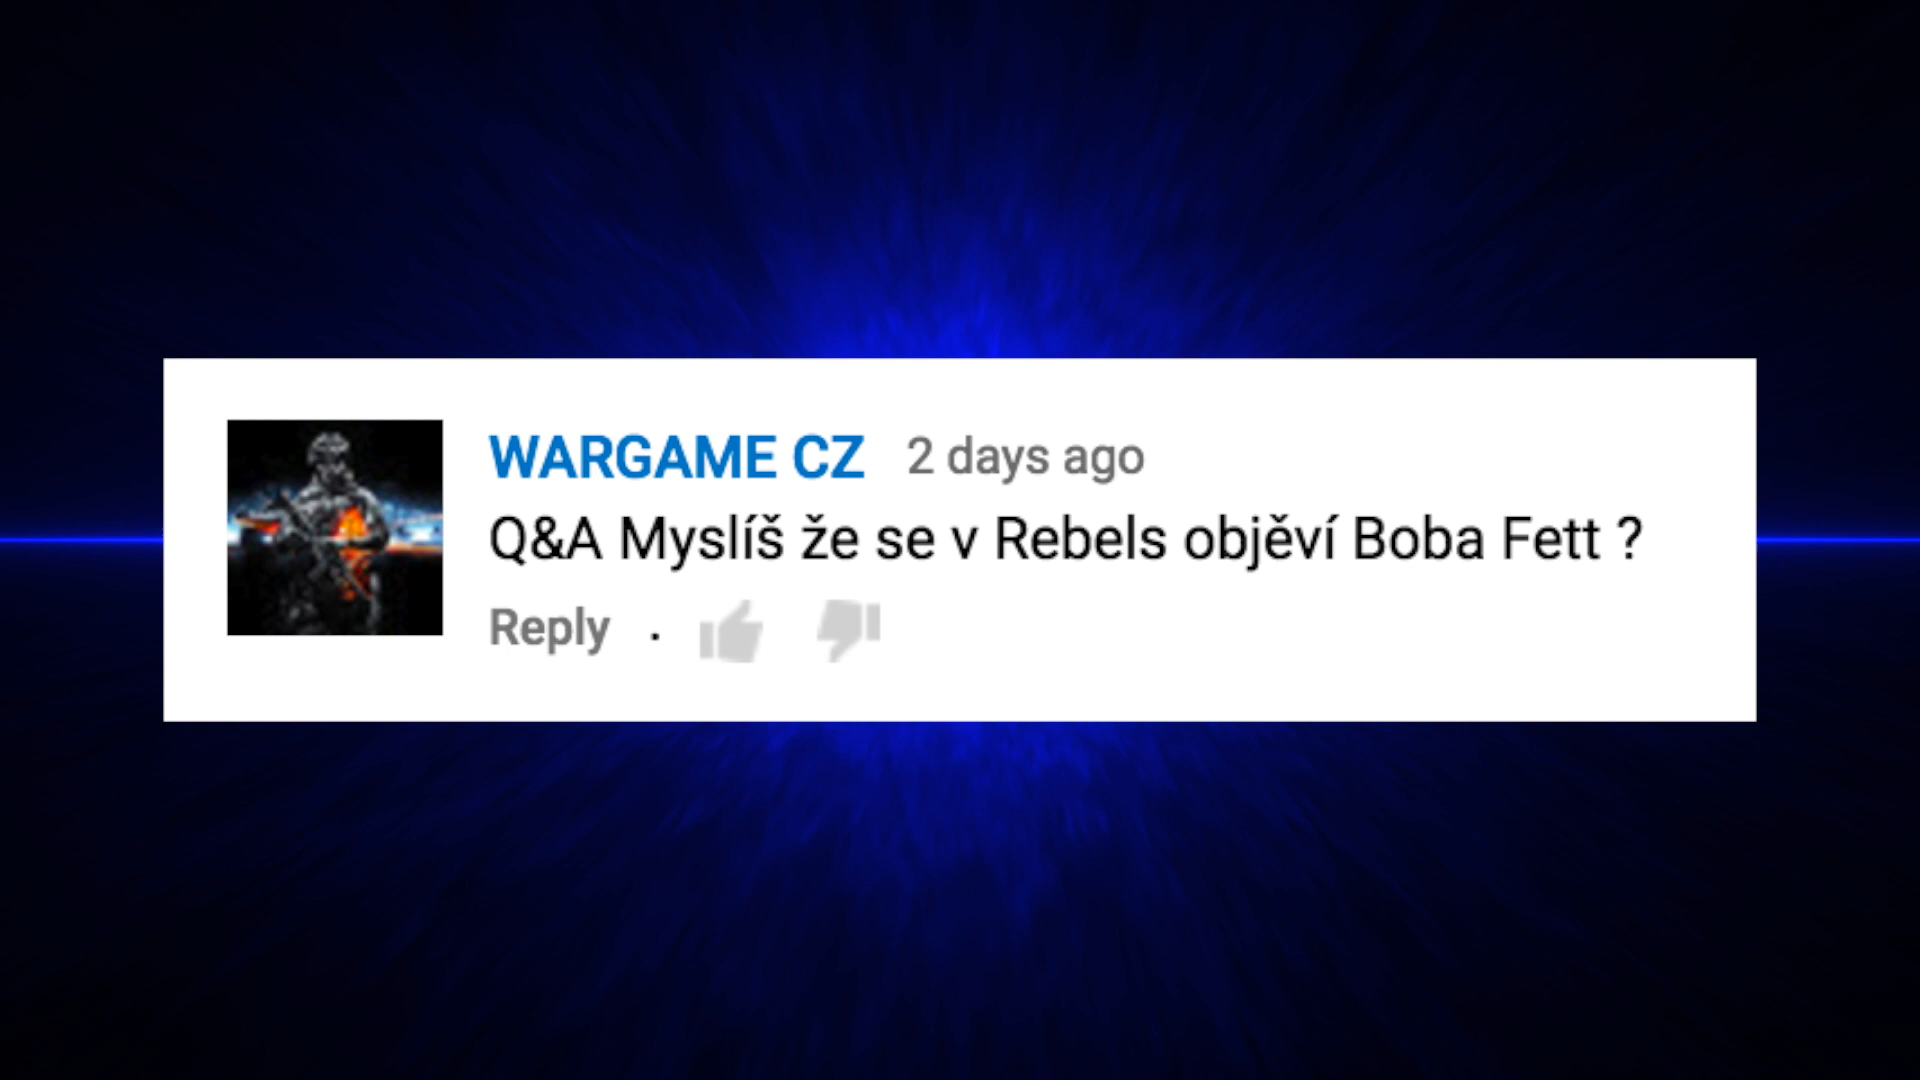 WARGAME CZ 2 days ago
Q&A Myslíš že se v Rebels objěví Boba Fett ?
Reply .